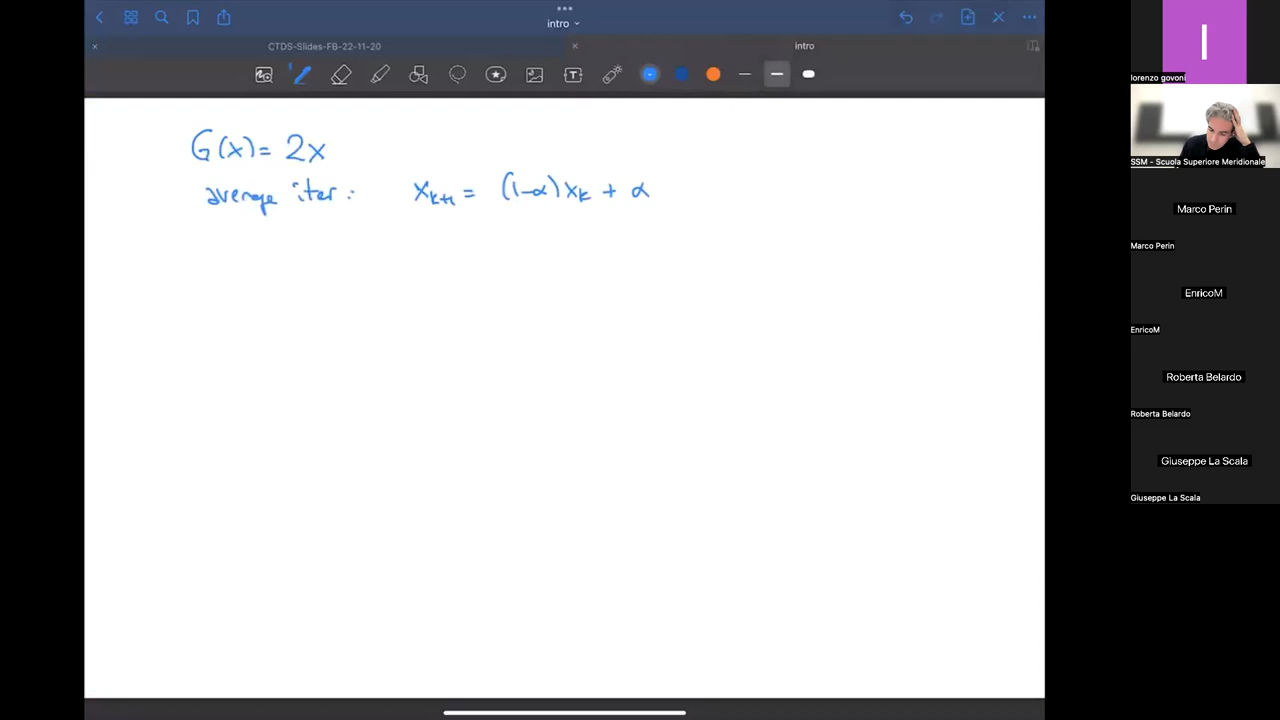 intro
CTDS-Slides-FB-22-11-20
intro
G(x) = 2x
average iter: x_{k+1} = (1-α)x_k + α
I
lorenzo govoni
SSM - Scuola Superiore Meridionale
Marco Perin
Marco Perin
EnricoM
EnricoM
Roberta Belardo
Roberta Belardo
Giuseppe La Scala
Giuseppe La Scala